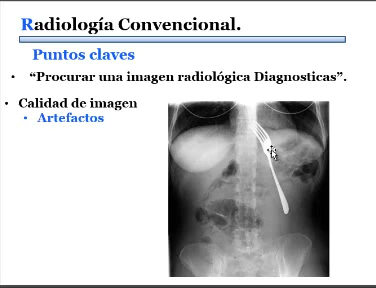 Radiología Convencional.
Puntos claves
• “Procurar una imagen radiológica Diagnosticas”.
• Calidad de imagen
• Artefactos